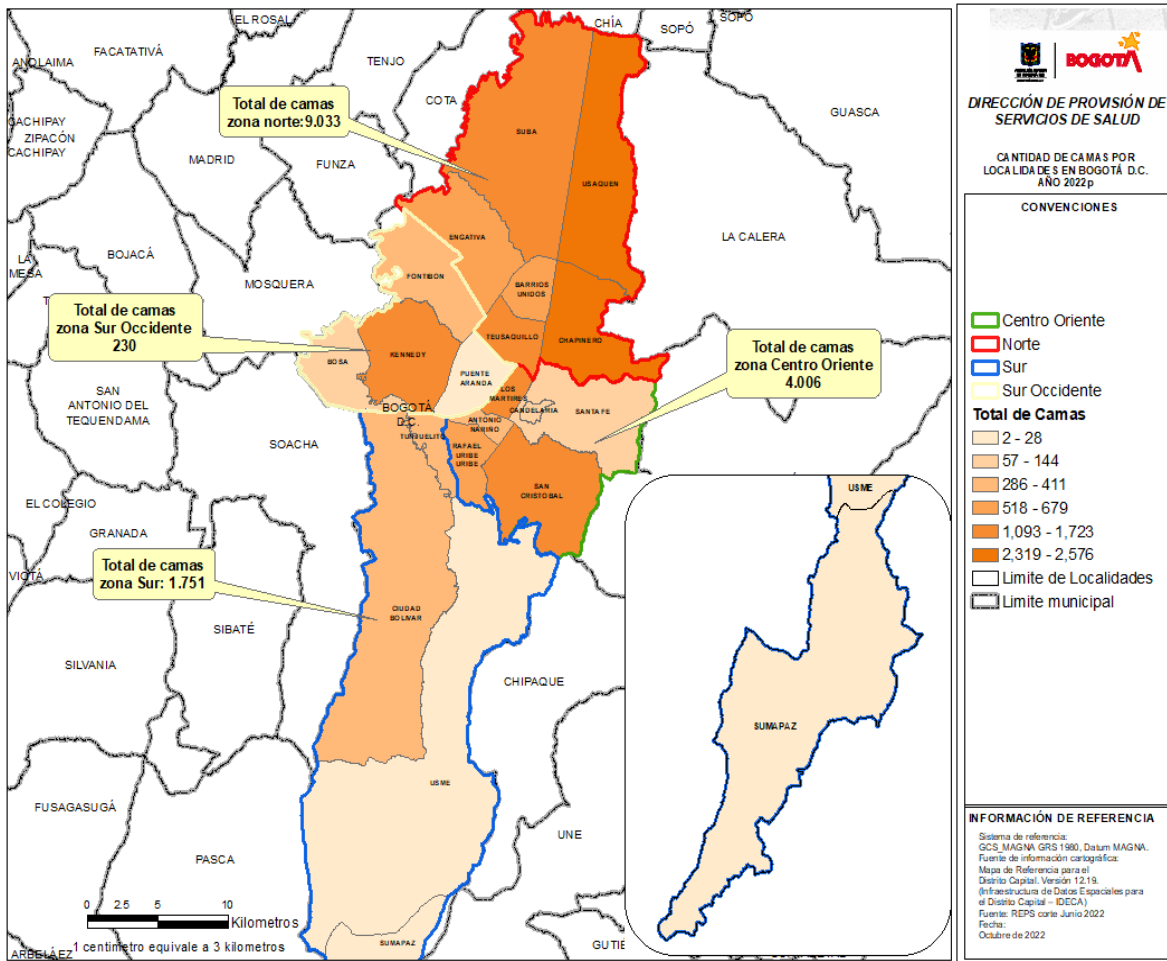 EL ROSAL
CHÍA
SOPÓ
SOPÓ
FACATATIVÁ
ANOLAIMA
TENJO
COTA
GUASCA
CACHIPAY
ZIPACÓN
CACHIPAY
MADRID
FUNZA
Total de camas
zona norte:9.033
SUBA
USAQUEN
LA CALERA
BOJACÁ
LA
MESA
MOSQUERA
ENGATIVA
FONTIBON
BARRIOS
UNIDOS
Total de camas
zona Sur Occidente
230
TEUSAQUILLO
CHAPINERO
BOSA
KENNEDY
PUENTE
ARANDA
Total de camas
zona Centro Oriente
4.006
LOS
MARTIRES
CANDELARIA
SANTA FE
SAN
ANTONIO DEL
TEQUENDAMA
BOGOTÁ
D.C.
ANTONIO
NARIÑO
TUNJUELITO
RAFAEL
URIBE
URIBE
SOACHA
SAN
CRISTOBAL
EL COLEGIO
GRANADA
VIOTÁ
Total de camas
zona Sur: 1.751
CIUDAD
BOLIVAR
SIBATÉ
SILVANIA
CHIPAQUE
USME
FUSAGASUGÁ
UNE
PASCA
SUMAPAZ
ARBELÁEZ
USME
SUMAPAZ
0 2.5 5 10
Kilometros
1 centimetro equivale a 3 kilometros
BOGOTÁ
DIRECCIÓN DE PROVISIÓN DE
SERVICIOS DE SALUD
CANTIDAD DE CAMAS POR
LOCALIDADES EN BOGOTÁ D.C.
AÑO 2022p
CONVENCIONES
Centro Oriente
Norte
Sur
Sur Occidente
Total de Camas
2 - 28
57 - 144
286 - 411
518 - 679
1,093 - 1,723
2,319 - 2,576
Limite de Localidades
Limite municipal
INFORMACIÓN DE REFERENCIA
Sistema de referencia:
GCS_MAGNA GRS 1980, Datum MAGNA.
Fuente de información cartográfica:
Mapa de Referencia para el
Distrito Capital. Versión 12.19.
(Infraestructura de Datos Espaciales para
el Distrito Capital – IDECA)
Fuente: REPS corte Junio 2022
Fecha:
Octubre de 2022